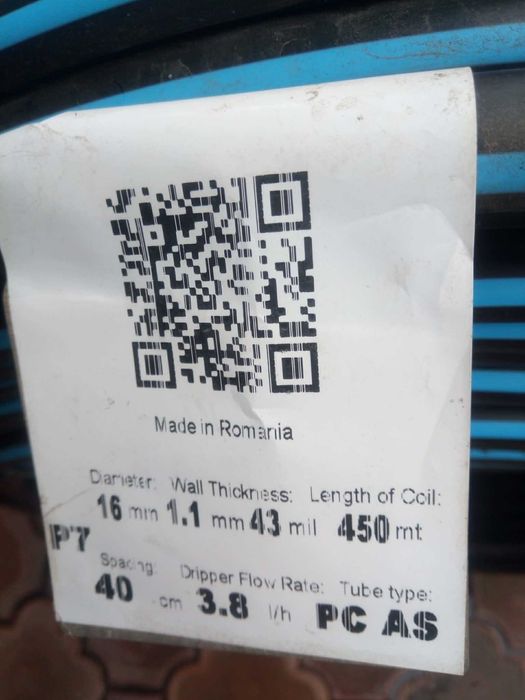 Made in Romania
Diameter: Wall Thickness: Length of Coil:
16 mm 1.1 mm 43 mil 450 mt
P7
Spacing: Dripper Flow Rate: Tube type:
40 cm 3.8 l/h PC AS